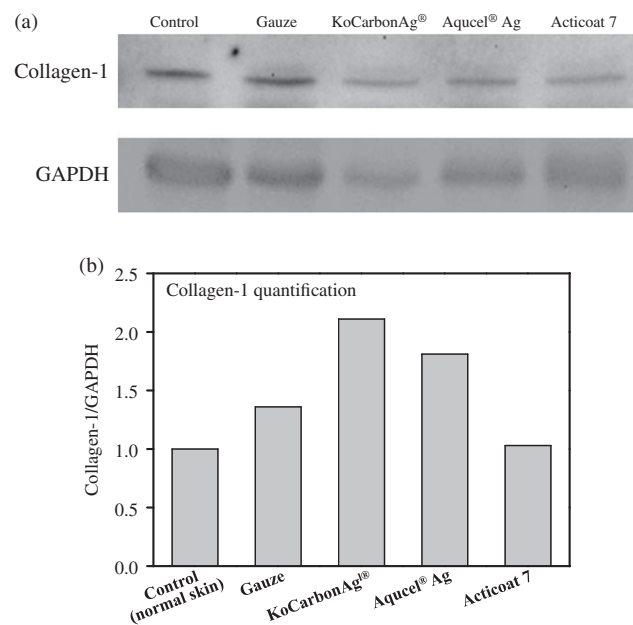 (a)
Control Gauze KoCarbonAg® Aqucel® Ag Acticoat 7
Collagen-1
GAPDH
(b)
2.5
Collagen-1 quantification
2.0
1.5
1.0
0.5
0.0
Collagen-1/GAPDH
Control
(normal skin)
Gauze
KoCarbonAg|®
Aqucel® Ag
Acticoat 7